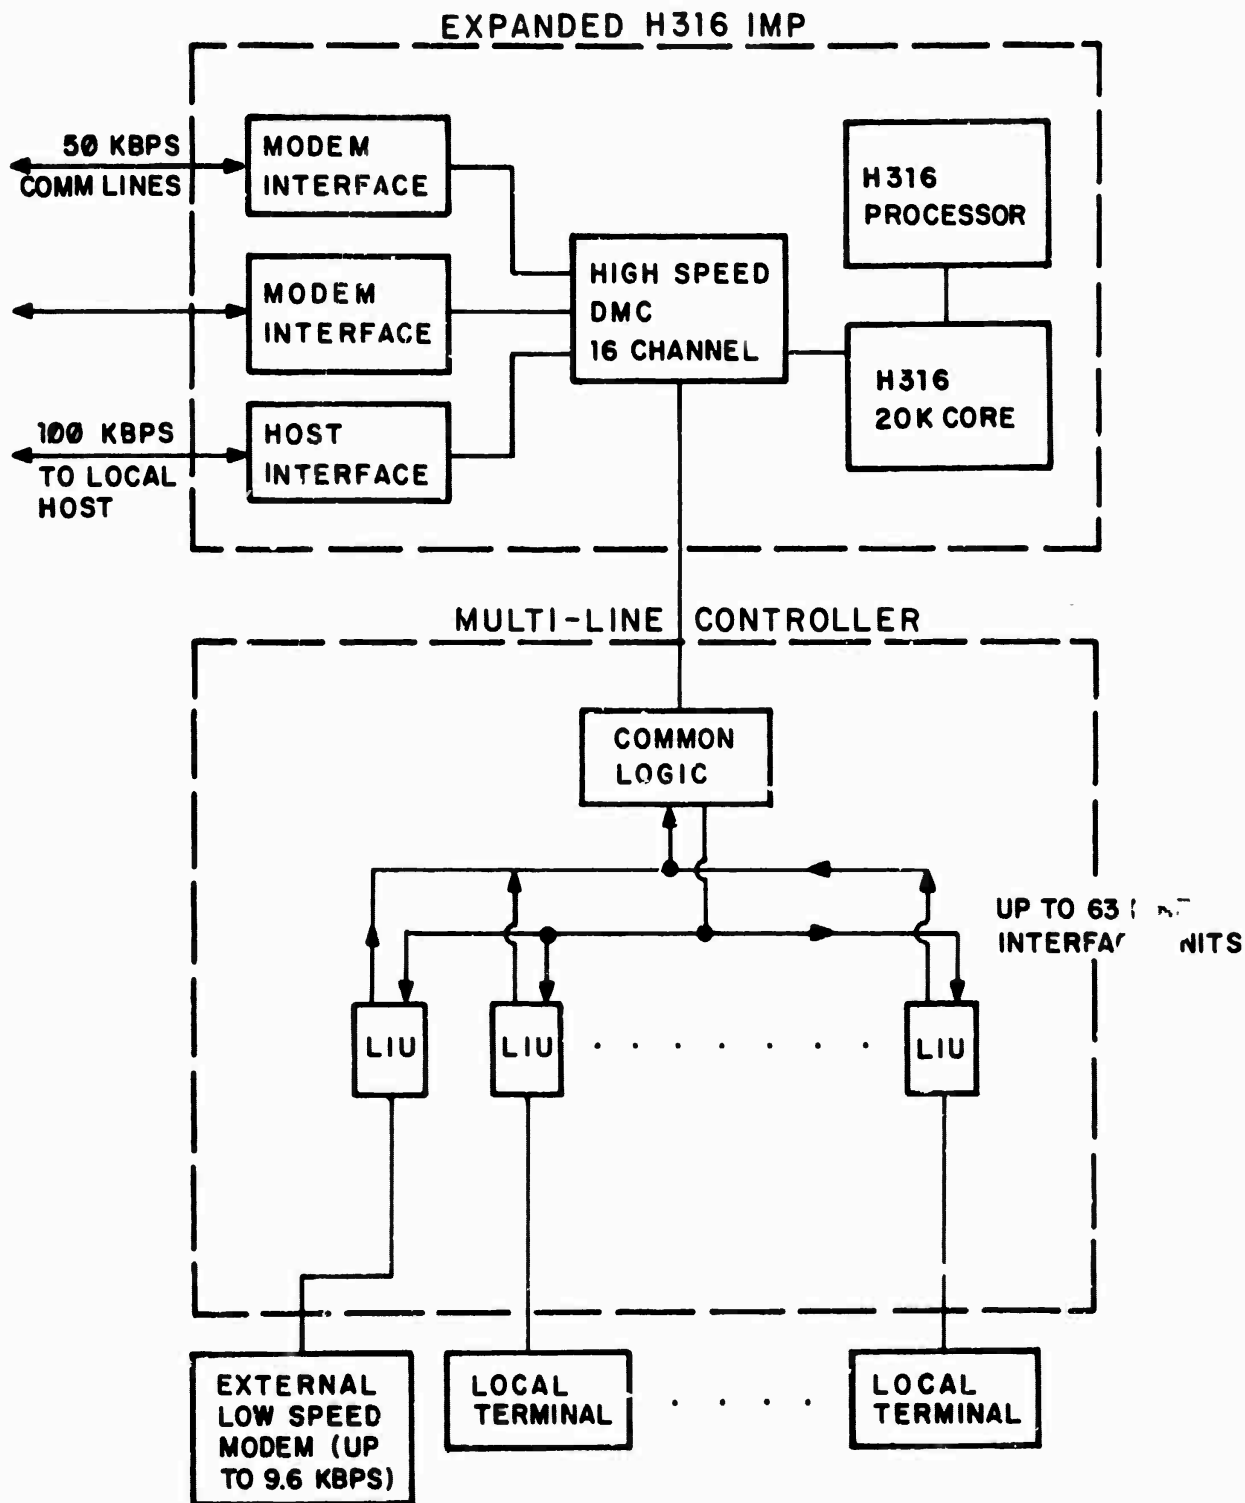 EXPANDED H316 IMP
50 KBPS
COMM LINES
MODEM
INTERFACE
H316
PROCESSOR
HIGH SPEED
DMC
16 CHANNEL
MODEM
INTERFACE
H316
20K CORE
100 KBPS
TO LOCAL
HOST
HOST
INTERFACE
MULTI-LINE CONTROLLER
COMMON
LOGIC
UP TO 63
LIU
LIU
. . . . . . . .
LIU
EXTERNAL
LOW SPEED
MODEM (UP
TO 9.6 KBPS)
LOCAL
TERMINAL
. . . . .
LOCAL
TERMINAL